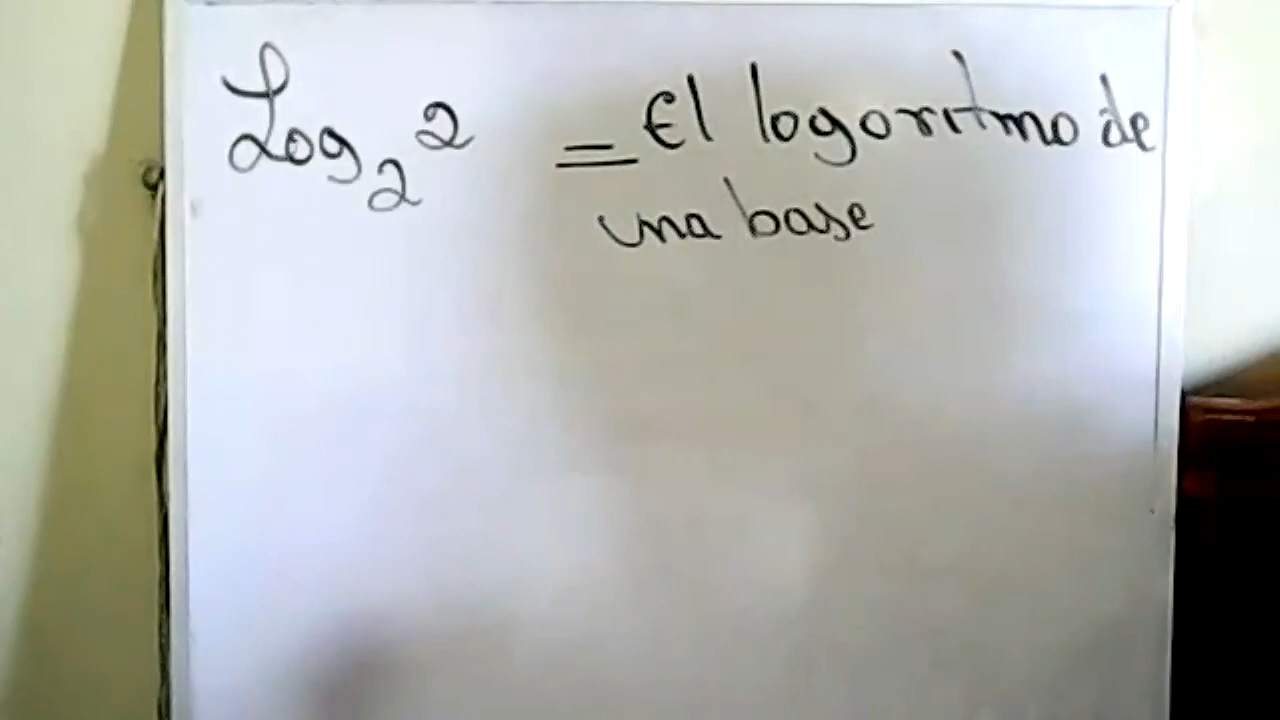 Log₂2 = El logoritmo de
una base